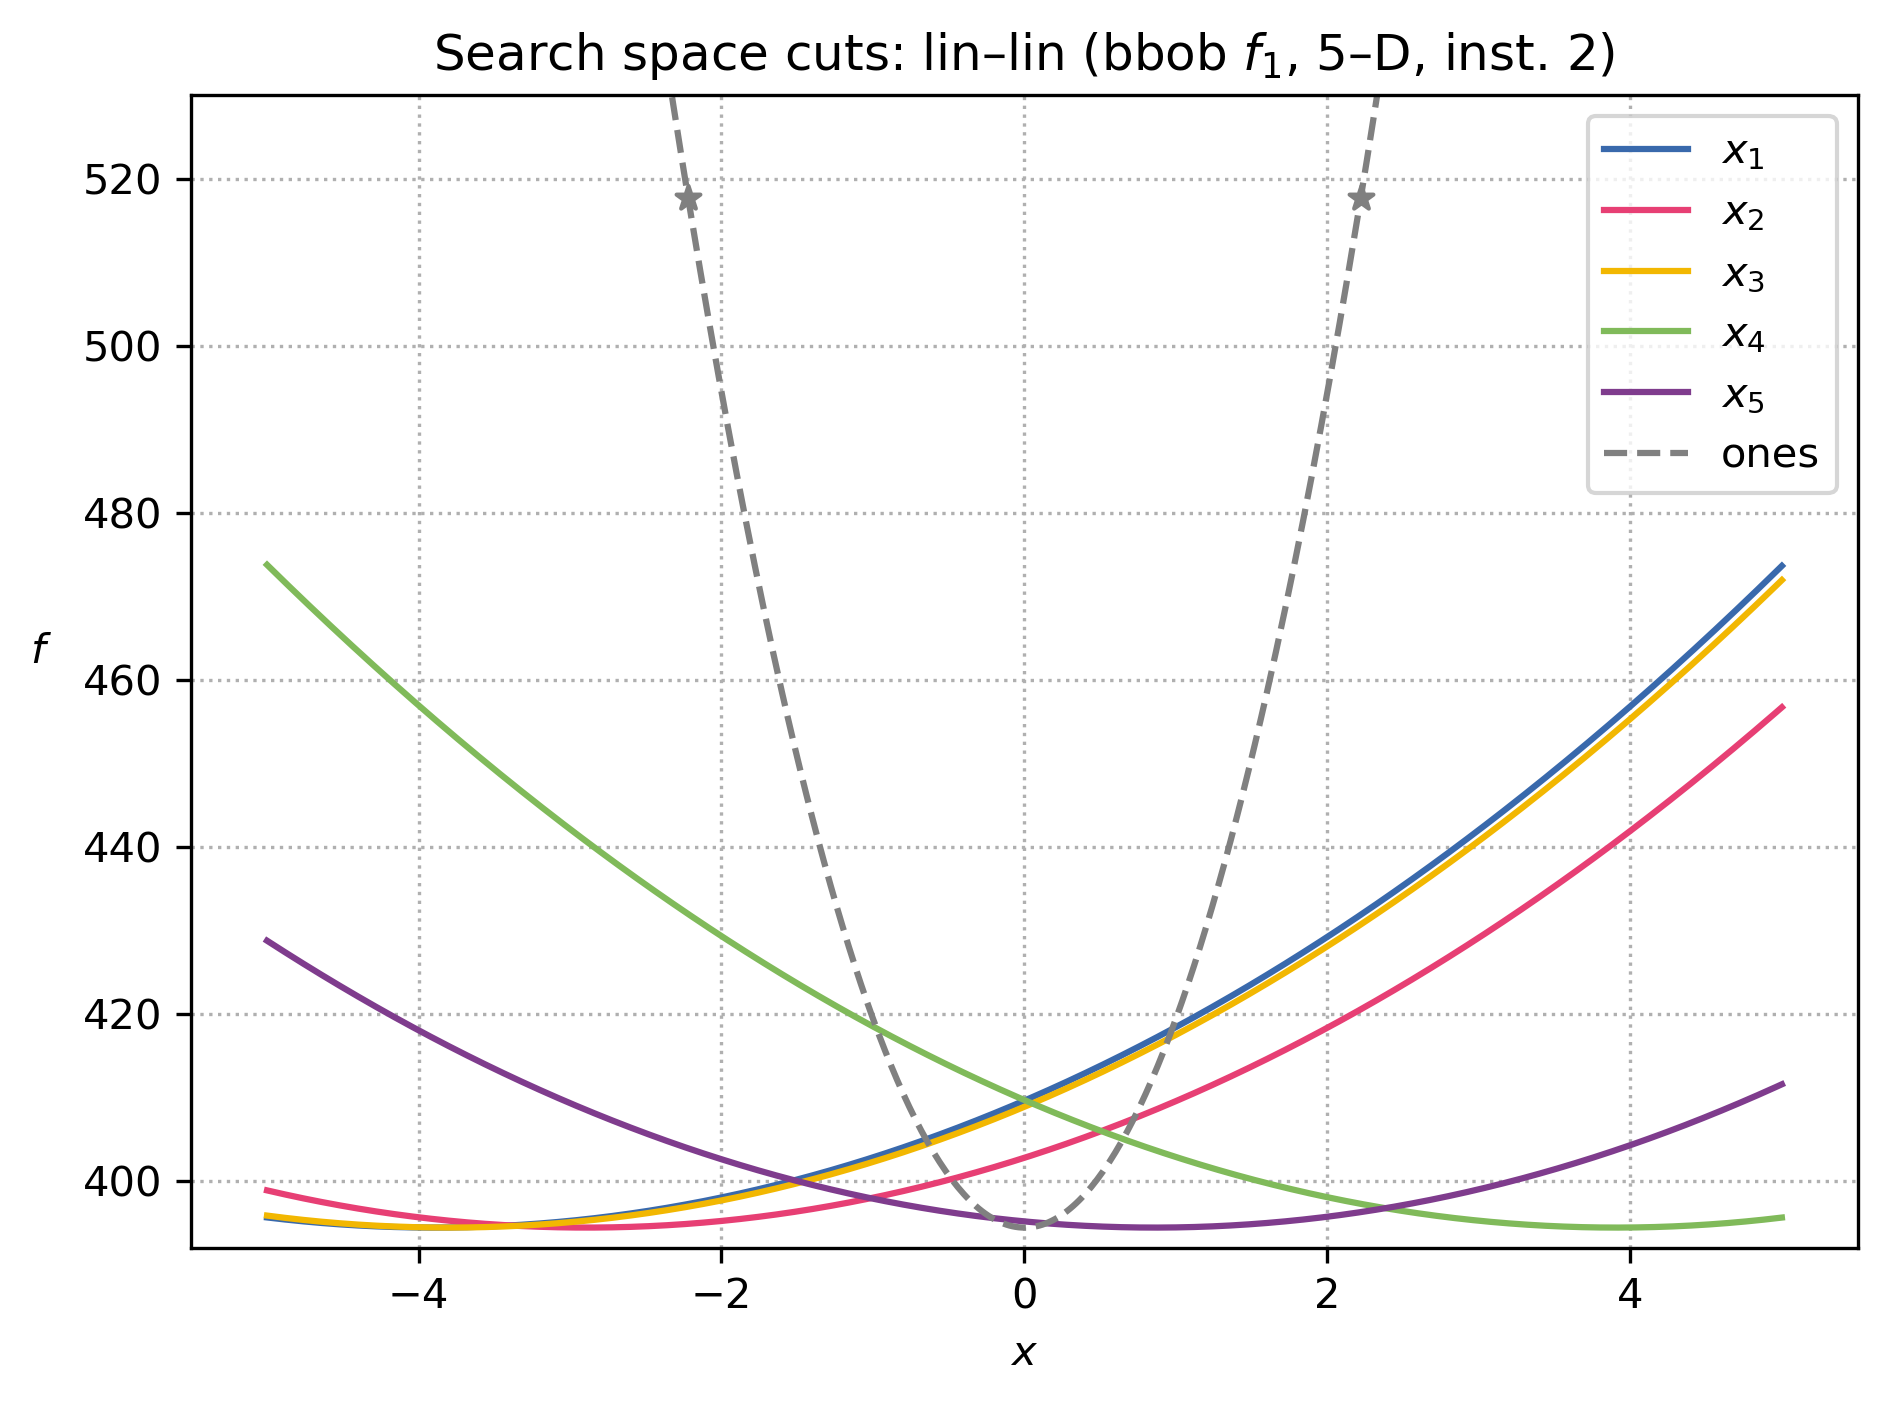 Search space cuts: lin–lin (bbob f₁, 5–D, inst. 2)
520
500
480
460
440
420
400
f
−4
−2
0
2
4
x
x₁
x₂
x₃
x₄
x₅
ones